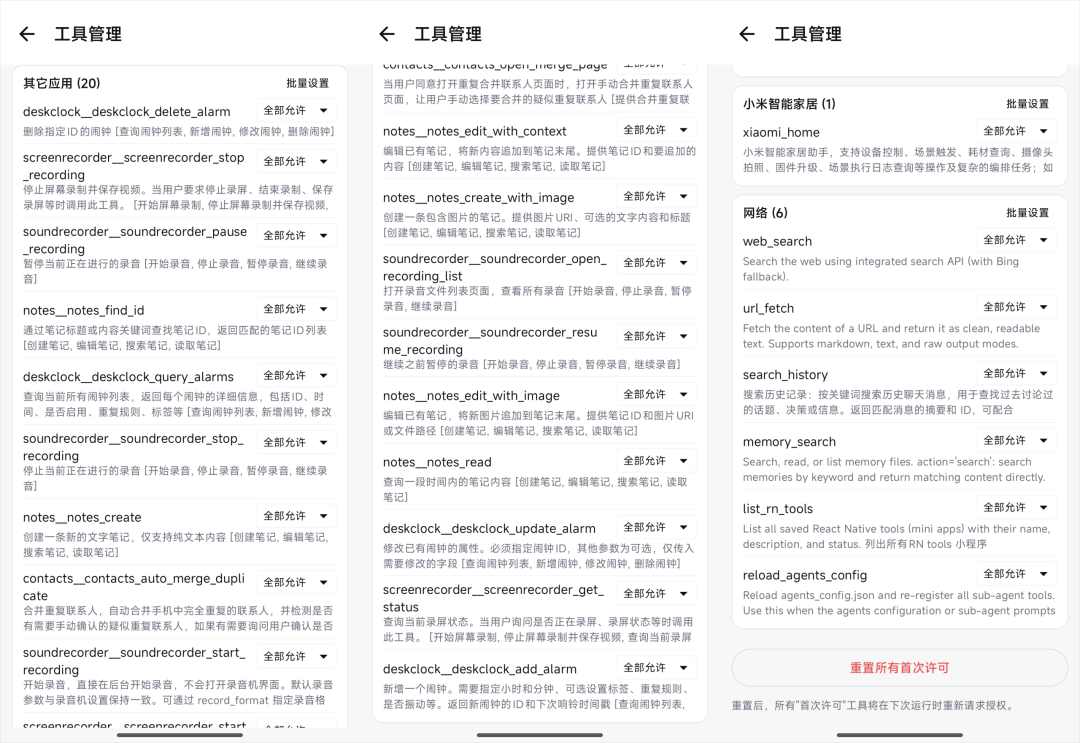 工具管理
其它应用 (20)
批量设置
deskclock__deskclock_delete_alarm
全部允许
删除指定ID的闹钟 [查询闹钟列表, 新增闹钟, 修改闹钟, 删除闹钟]
screenrecorder__screenrecorder_stop
_recording
全部允许
停止屏幕录制并保存视频。当用户要求停止录屏、结束录制、保存
录屏等时调用此工具。 [开始屏幕录制, 停止屏幕录制并保存视频,
soundrecorder__soundrecorder_pause
_recording
全部允许
暂停当前正在进行的录音 [开始录音, 停止录音, 暂停录音, 继续录
音]
notes__notes_find_id
全部允许
通过笔记标题或内容关键词查找笔记ID，返回匹配的笔记ID列表
[创建笔记, 编辑笔记, 搜索笔记, 读取笔记]
deskclock__deskclock_query_alarms
全部允许
查询当前所有闹钟列表，返回每个闹钟的详细信息，包括ID、时
间、是否启用、重复规则、标签等 [查询闹钟列表, 新增闹钟, 修改
soundrecorder__soundrecorder_stop_
recording
全部允许
停止当前正在进行的录音 [开始录音, 停止录音, 暂停录音, 继续录
音]
notes__notes_create
全部允许
创建一条新的文字笔记，仅支持纯文本内容 [创建笔记, 编辑笔记,
搜索笔记, 读取笔记]
contacts__contacts_auto_merge_dupli
cate
全部允许
合并重复联系人，自动合并手机中完全重复的联系人，并检测是否
有需要手动确认的疑似重复联系人，如果有需要询问用户确认是否
soundrecorder__soundrecorder_start_
recording
全部允许
开始录音，直接在后台开始录音，不会打开录音机界面。默认录音
参数与录音机设置保持一致。可通过 record_format 指定录音格
screenrecorder__screenrecorder_start
全部允许
工具管理
contacts__contacts_open_merge_page
全部允许
当用户同意打开重复合并联系人页面时，打开手动合并重复联系人
页面，让用户手动选择要合并的疑似重复联系人 [提供合并重复联
notes__notes_edit_with_context
全部允许
编辑已有笔记，将新内容追加到笔记末尾。提供笔记ID和要追加的
内容 [创建笔记, 编辑笔记, 搜索笔记, 读取笔记]
notes__notes_create_with_image
全部允许
创建一条包含图片的笔记。提供图片URI、可选的文字内容和标题
[创建笔记, 编辑笔记, 搜索笔记, 读取笔记]
soundrecorder__soundrecorder_open_
recording_list
全部允许
打开录音文件列表页面，查看所有录音 [开始录音, 停止录音, 暂停
录音, 继续录音]
soundrecorder__soundrecorder_resu
me_recording
全部允许
继续之前暂停的录音 [开始录音, 停止录音, 暂停录音, 继续录音]
notes__notes_edit_with_image
全部允许
编辑已有笔记，将新图片追加到笔记末尾。提供笔记ID和图片URI
或文件路径 [创建笔记, 编辑笔记, 搜索笔记, 读取笔记]
notes__notes_read
全部允许
查询一段时间内的笔记内容 [创建笔记, 编辑笔记, 搜索笔记, 读取
笔记]
deskclock__deskclock_update_alarm
全部允许
修改已有闹钟的属性。必须指定闹钟ID，其他参数为可选，仅传入
需要修改的字段 [查询闹钟列表, 新增闹钟, 修改闹钟, 删除闹钟]
screenrecorder__screenrecorder_get_
status
全部允许
查询当前录屏状态。当用户询问是否正在录屏、录屏状态等时调用
此工具。 [开始屏幕录制, 停止屏幕录制并保存视频, 查询当前录屏
deskclock__deskclock_add_alarm
全部允许
新增一个闹钟。需要指定小时和分钟，可选设置标签、重复规则、
是否振动等。返回新闹钟的ID和下次响铃时间戳 [查询闹钟列表,
工具管理
小米智能家居 (1)
批量设置
xiaomi_home
全部允许
小米智能家居助手，支持设备控制、场景触发、耗材查询、摄像头
拍照、固件升级、场景执行日志查询等操作及复杂的编排任务；如
网络 (6)
批量设置
web_search
全部允许
Search the web using integrated search API (with Bing
fallback).
url_fetch
全部允许
Fetch the content of a URL and return it as clean, readable
text. Supports markdown, text, and raw output modes.
search_history
全部允许
搜索历史记录：按关键词搜索历史聊天消息，用于查找过去讨论过
的话题、决策或信息。返回匹配消息的摘要和 ID，可配合
memory_search
全部允许
Search, read, or list memory files. action='search': search
memories by keyword and return matching content directly.
list_rn_tools
全部允许
List all saved React Native tools (mini apps) with their name,
description, and status. 列出所有RN tools 小程序
reload_agents_config
全部允许
Reload agents_config.json and re-register all sub-agent tools.
Use this when the agents configuration or sub-agent prompts
重置所有首次许可
重置后，所有"首次许可"工具将在下次运行时重新请求授权。